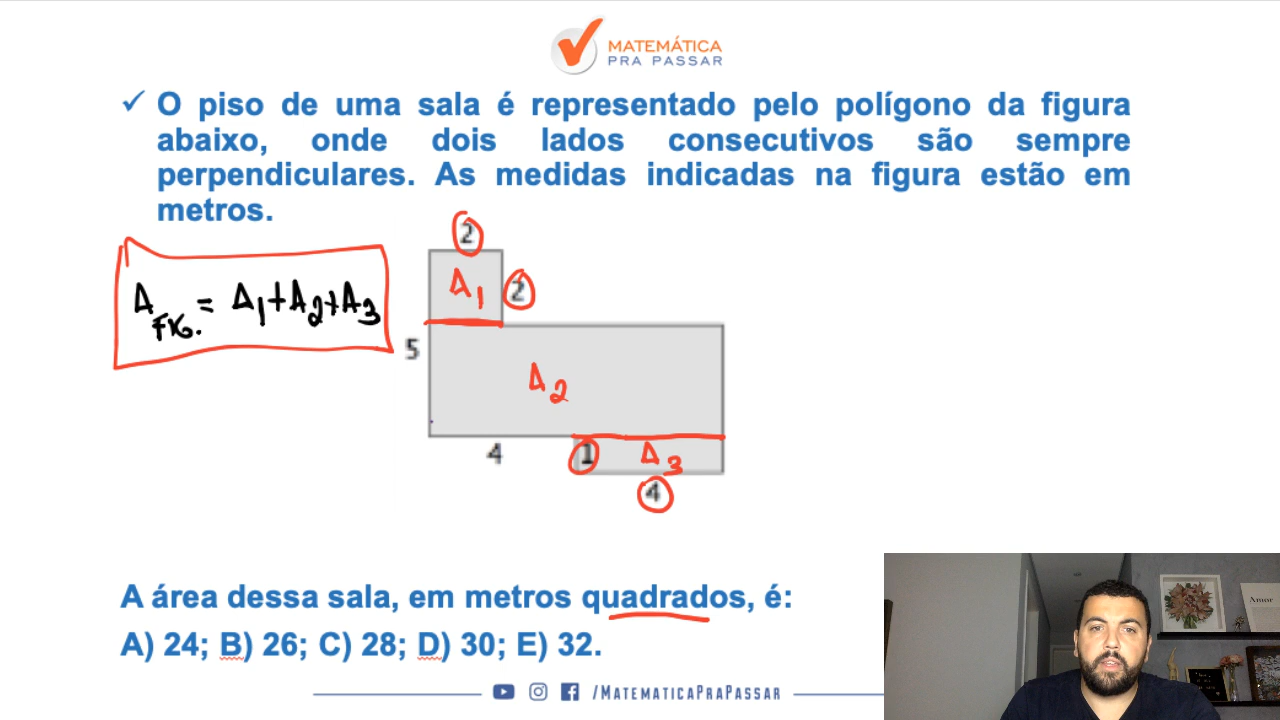 MATEMÁTICA
PRA PASSAR
✓ O piso de uma sala é representado pelo polígono da figura
abaixo, onde dois lados consecutivos são sempre
perpendiculares. As medidas indicadas na figura estão em
metros.
2
A1
2
A FIG. = A1+A2+A3
5
A2
4
1
A3
4
A área dessa sala, em metros quadrados, é:
A) 24; B) 26; C) 28; D) 30; E) 32.
/MATEMATICAPRAPASSAR
Amor